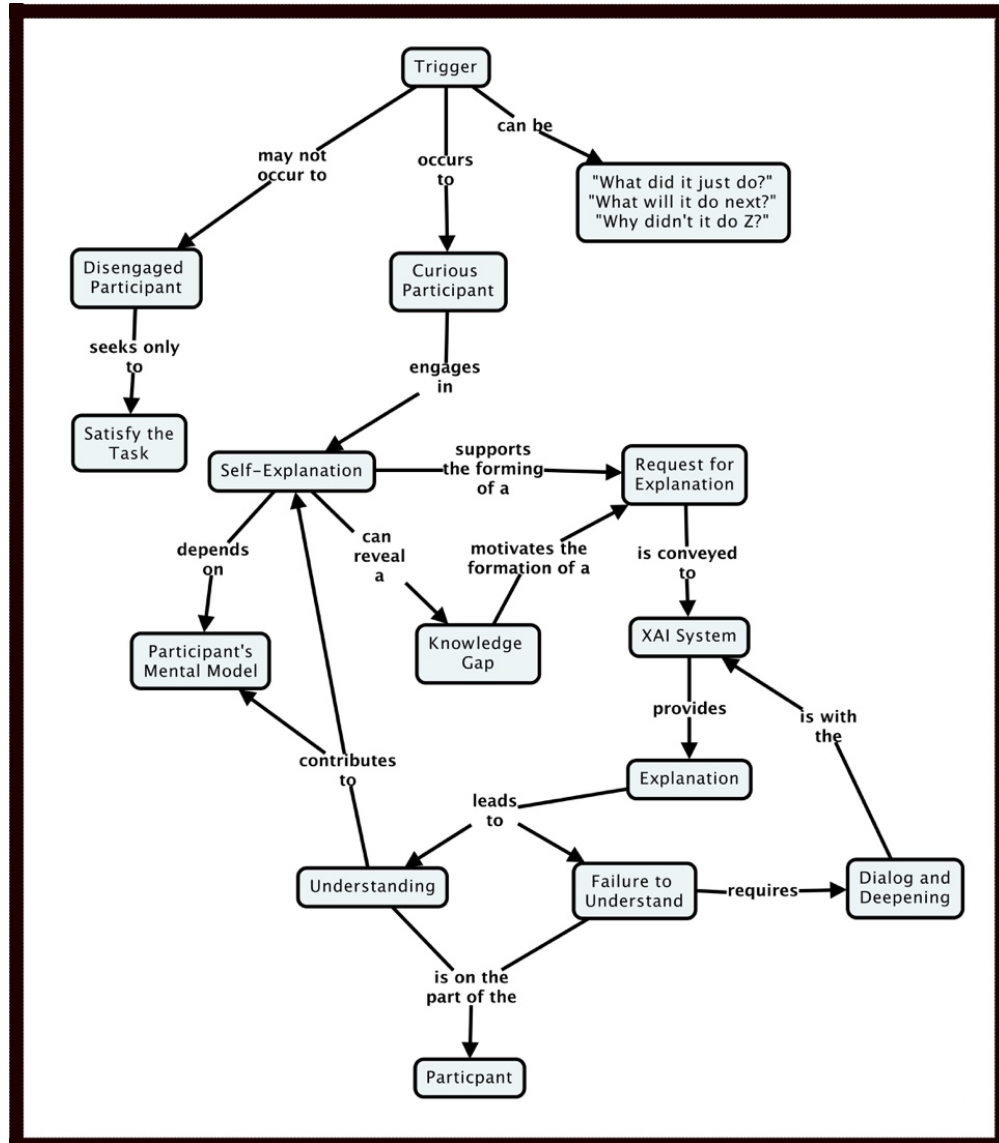 Trigger
can be
may not
occur to
occurs
to
"What did it just do?"
"What will it do next?"
"Why didn't it do Z?"
Disengaged
Participant
Curious
Participant
seeks only
to
engages
in
Satisfy the
Task
Self-Explanation
supports
the forming
of a
Request for
Explanation
depends
on
can
reveal
a
motivates the
formation of a
is conveyed
to
Participant's
Mental Model
Knowledge
Gap
XAI System
provides
is with
the
contributes
to
Explanation
leads
to
Understanding
Failure to
Understand
requires
Dialog and
Deepening
is on the
part of the
Particpant